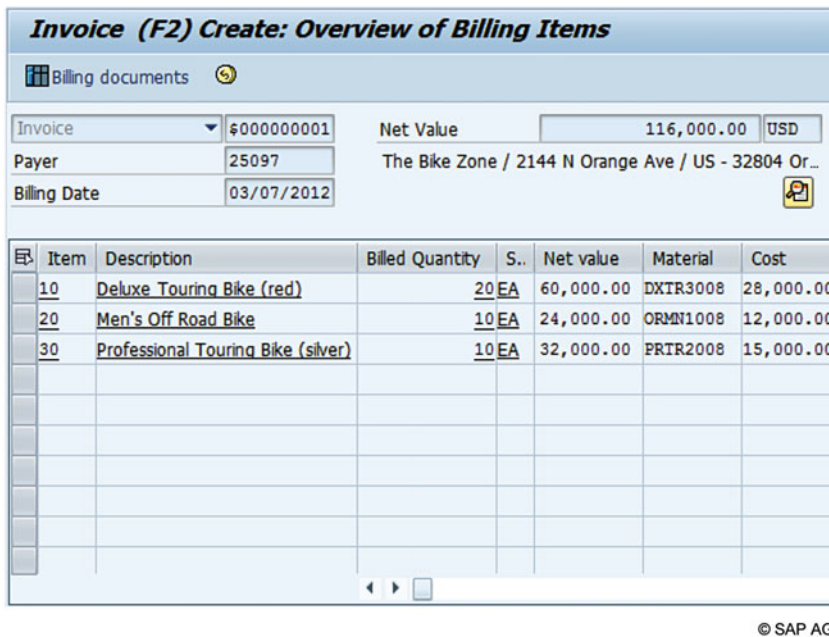 Invoice (F2) Create: Overview of Billing Items
Billing documents
Invoice $000000001 Net Value 116,000.00 USD
Payer 25097 The Bike Zone / 2144 N Orange Ave / US - 32804 Or...
Billing Date 03/07/2012
Item Description Billed Quantity S.. Net value Material Cost
10 Deluxe Touring Bike (red) 20 EA 60,000.00 DXTR3008 28,000.00
20 Men's Off Road Bike 10 EA 24,000.00 ORMN1008 12,000.00
30 Professional Touring Bike (silver) 10 EA 32,000.00 PRTR2008 15,000.00
© SAP AG